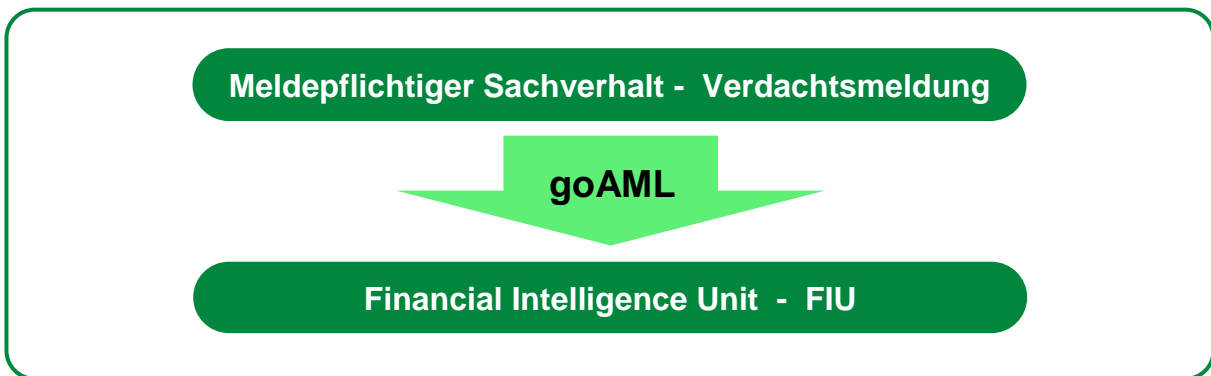 Meldepflichtiger Sachverhalt - Verdachtsmeldung
goAML
Financial Intelligence Unit - FIU